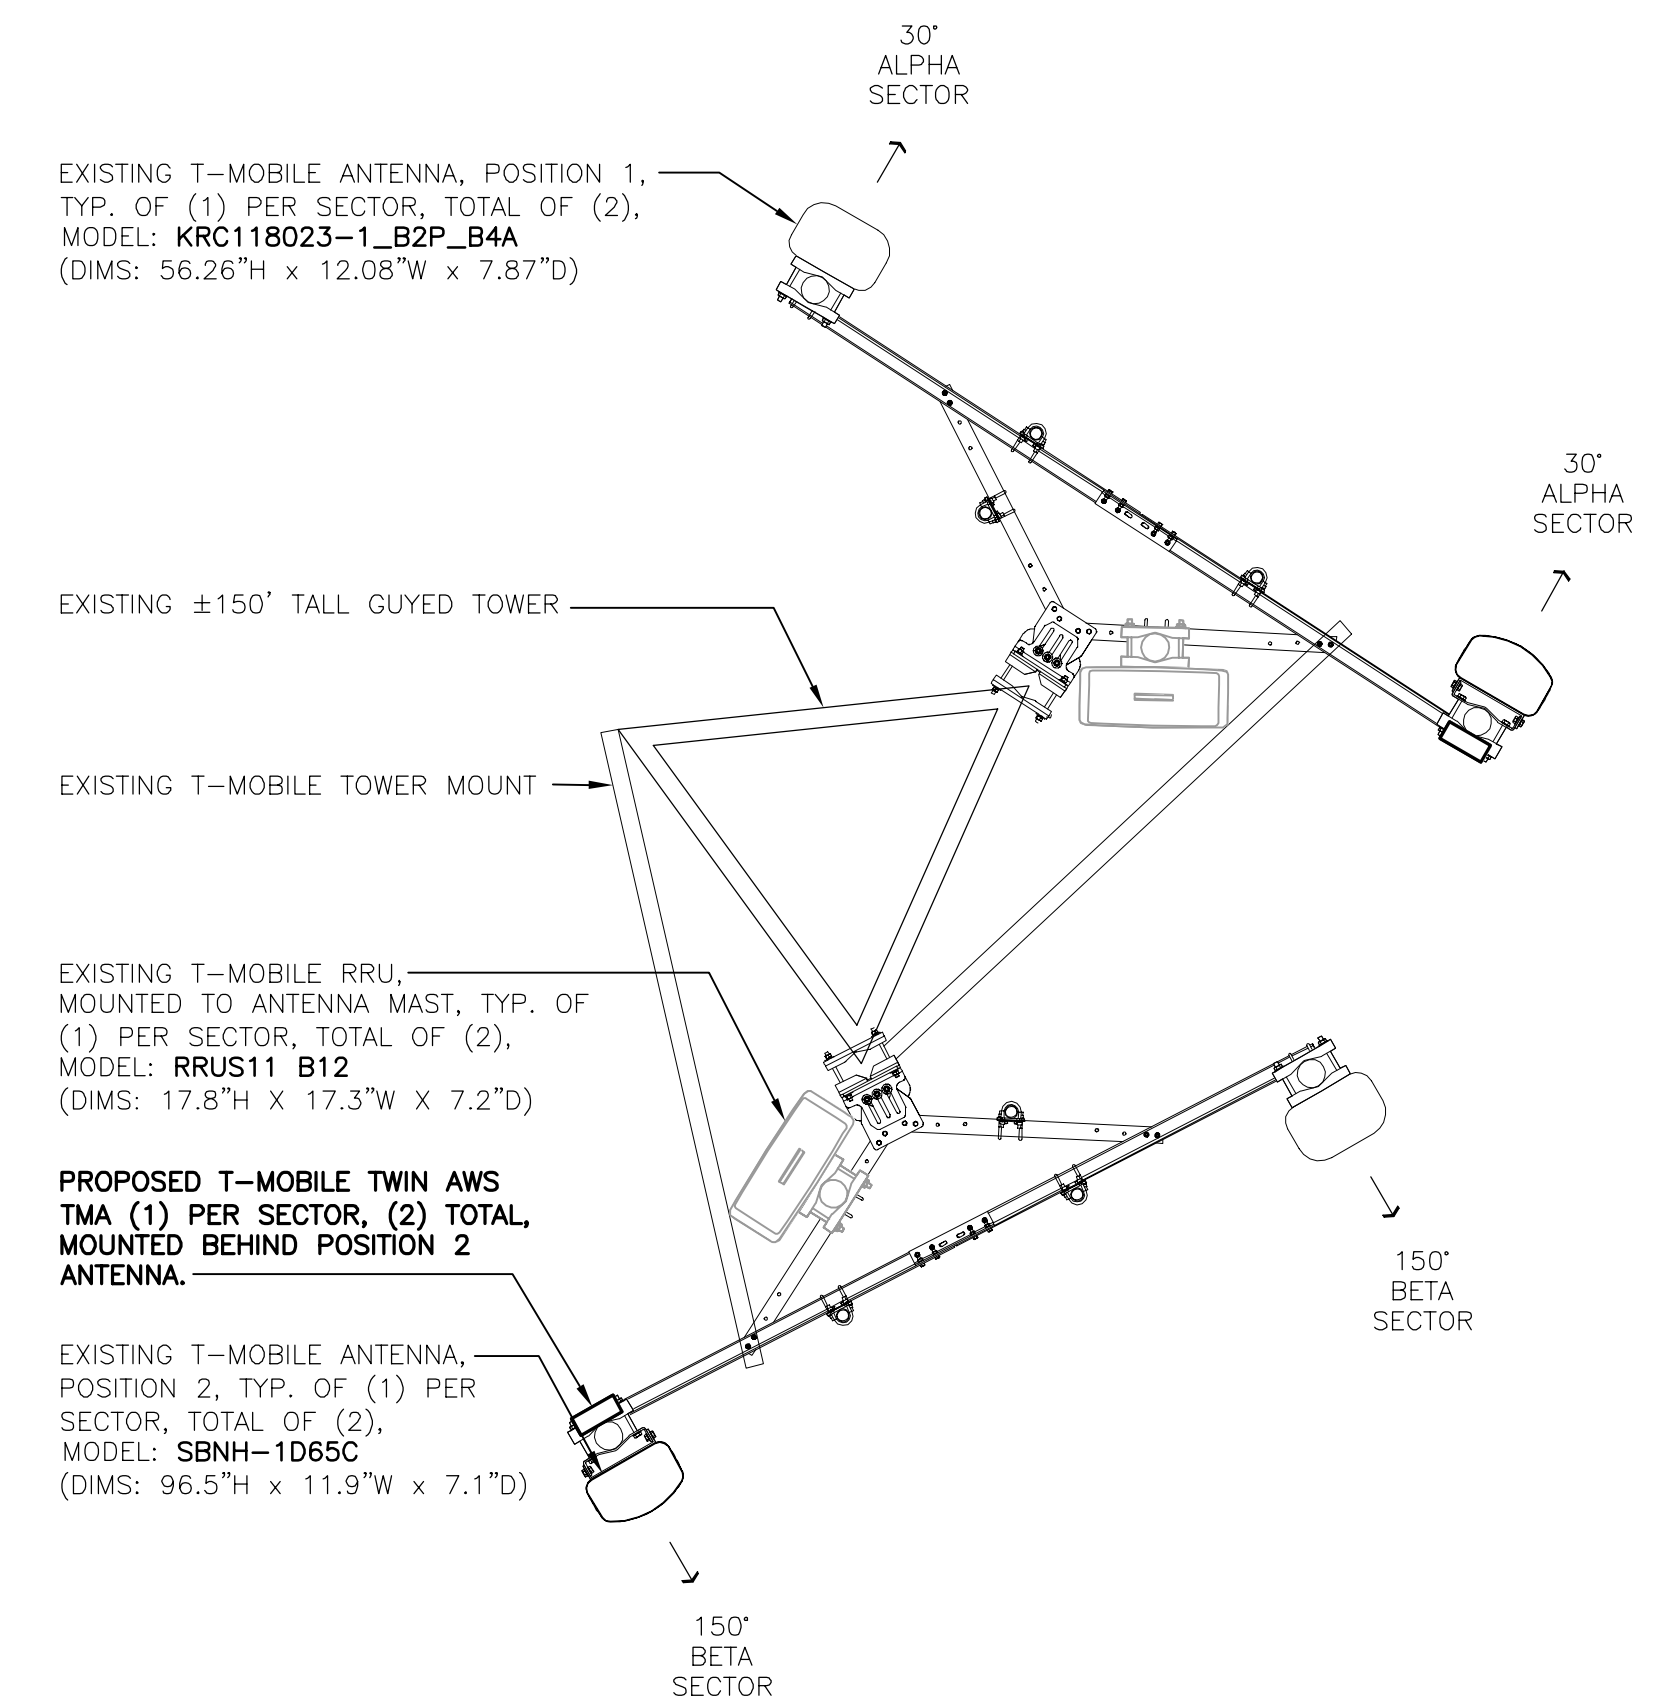 30°
ALPHA
SECTOR
EXISTING T-MOBILE ANTENNA, POSITION 1,
TYP. OF (1) PER SECTOR, TOTAL OF (2),
MODEL: KRC118023-1_B2P_B4A
(DIMS: 56.26"H x 12.08"W x 7.87"D)
30°
ALPHA
SECTOR
EXISTING ±150' TALL GUYED TOWER
EXISTING T-MOBILE TOWER MOUNT
EXISTING T-MOBILE RRU,
MOUNTED TO ANTENNA MAST, TYP. OF
(1) PER SECTOR, TOTAL OF (2),
MODEL: RRUS11 B12
(DIMS: 17.8"H X 17.3"W X 7.2"D)
PROPOSED T-MOBILE TWIN AWS
TMA (1) PER SECTOR, (2) TOTAL,
MOUNTED BEHIND POSITION 2
ANTENNA.
150°
BETA
SECTOR
EXISTING T-MOBILE ANTENNA,
POSITION 2, TYP. OF (1) PER
SECTOR, TOTAL OF (2),
MODEL: SBNH-1D65C
(DIMS: 96.5"H x 11.9"W x 7.1"D)
150°
BETA
SECTOR